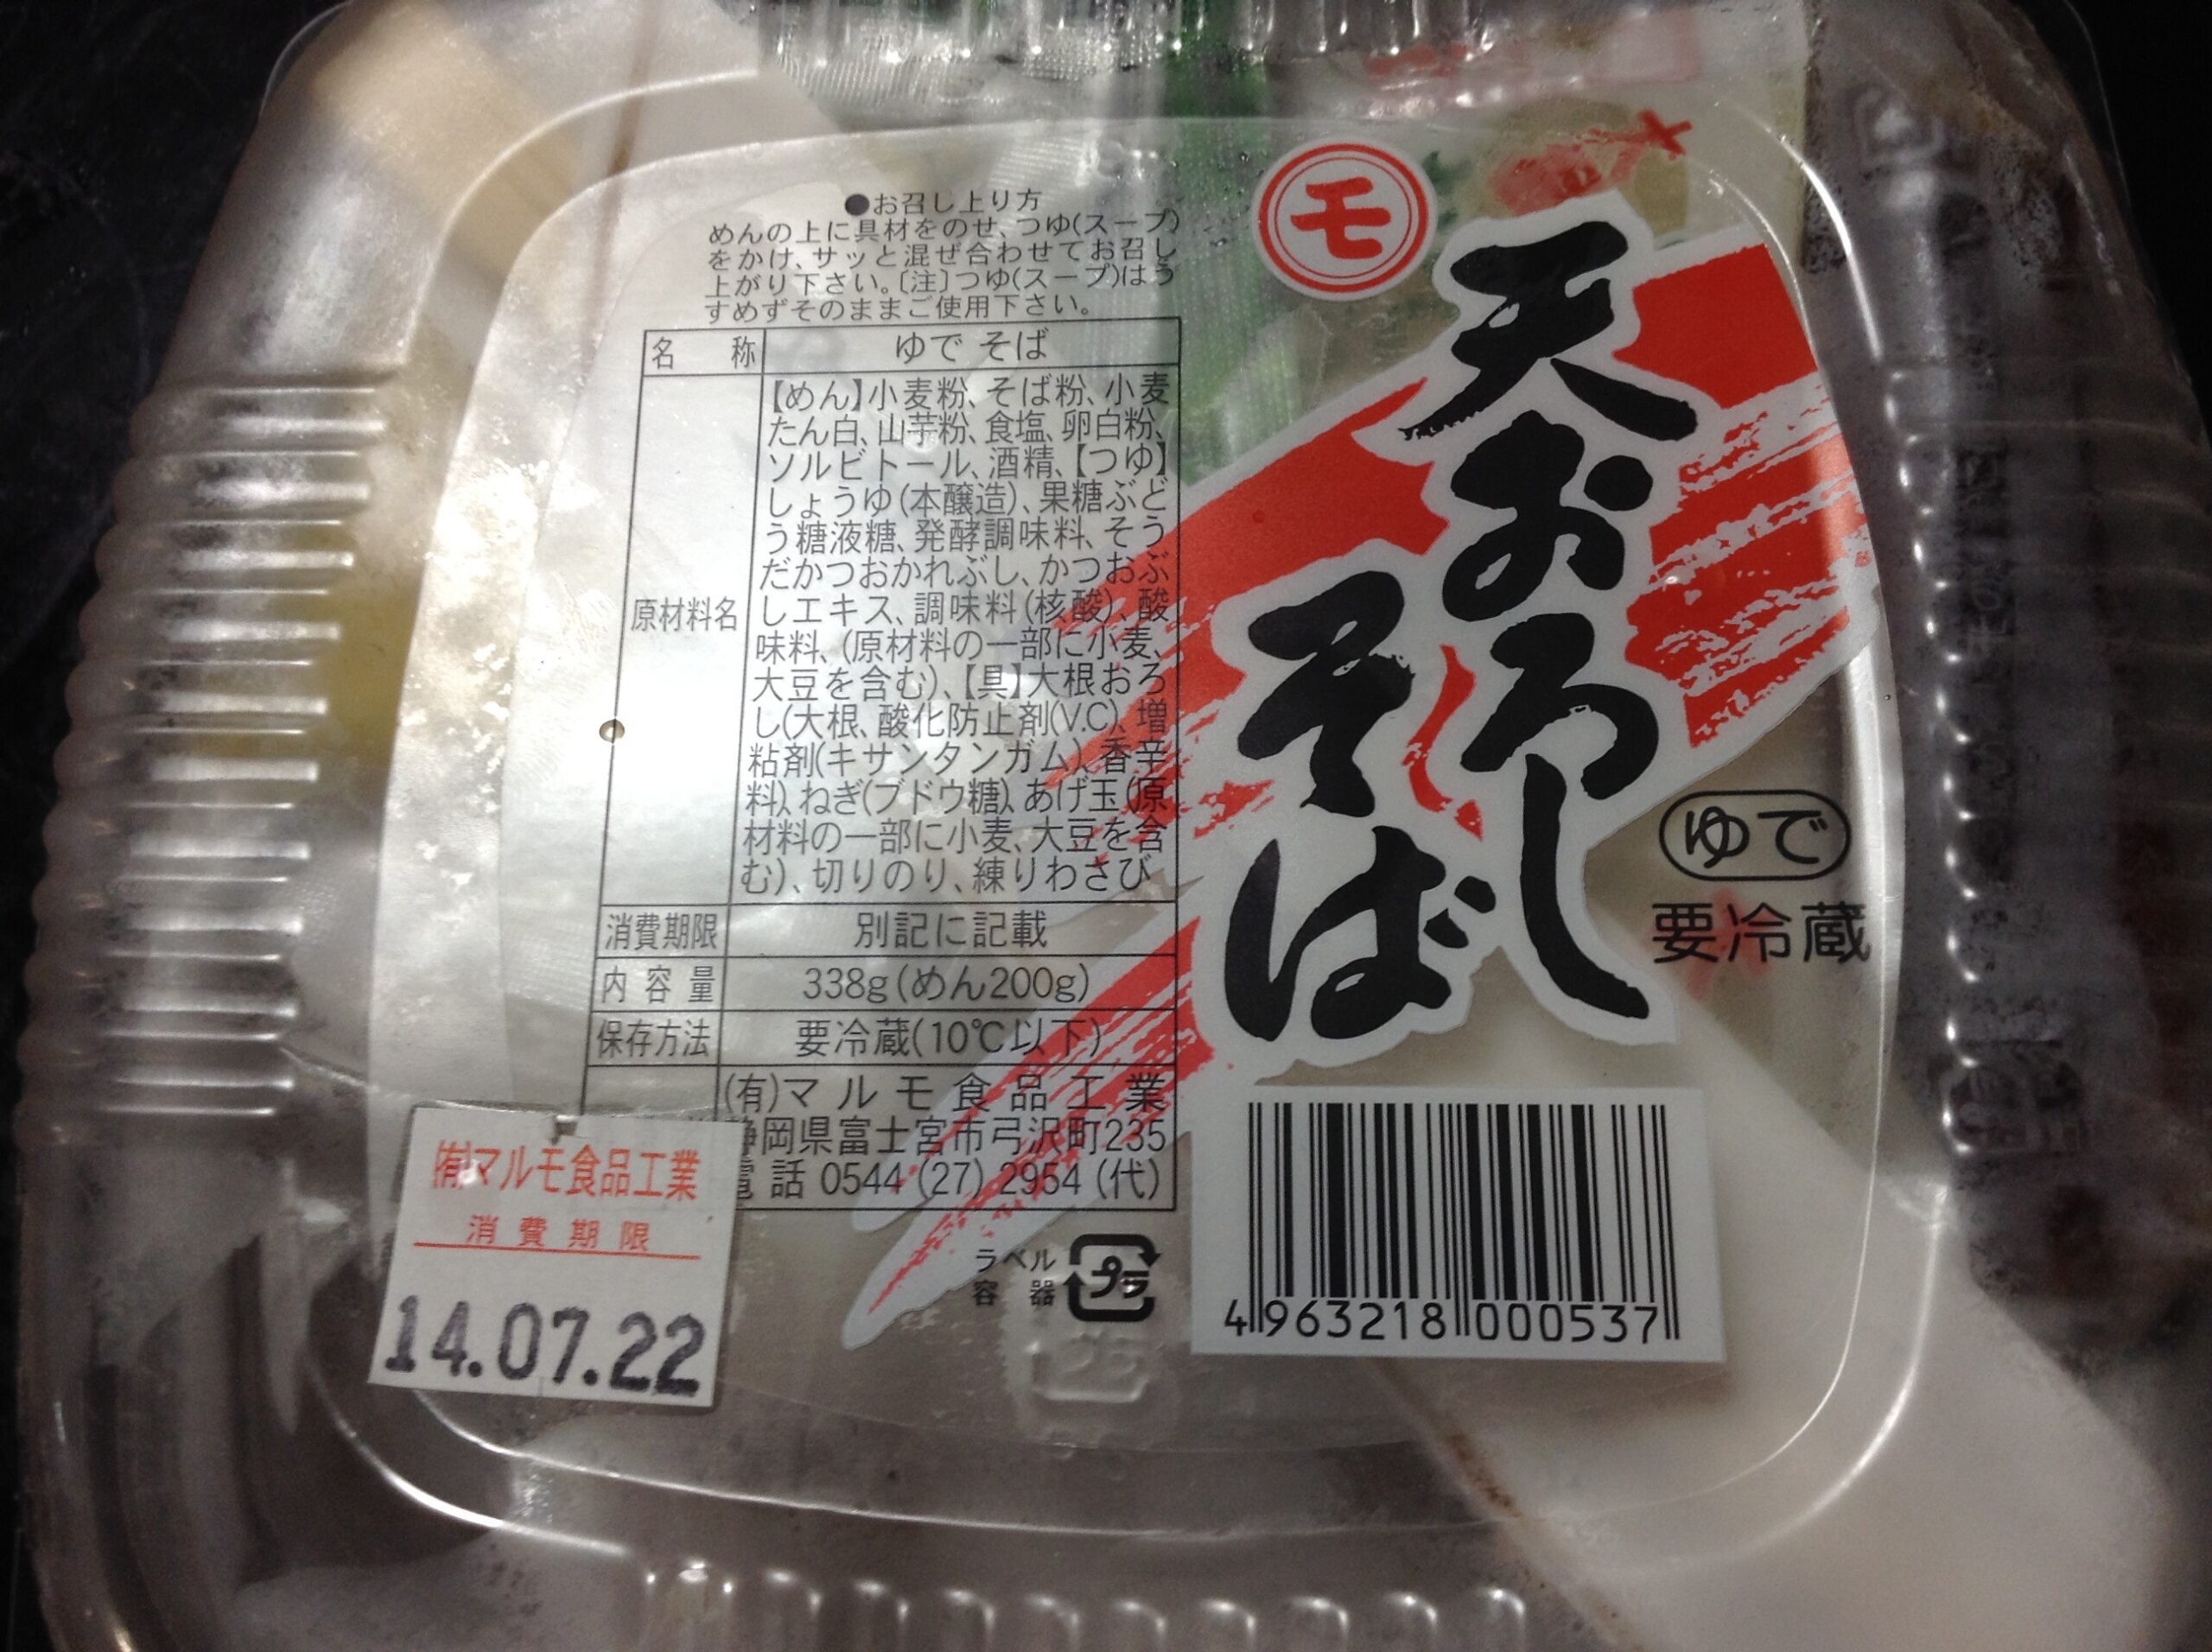 ●お召し上り方
めんの上に具材をのせ、つゆ(スープ)
をかけ、サッと混ぜ合わせてお召し
上がり下さい。〔注〕つゆ(スープ)はう
すめずそのままご使用下さい。
名 称 ゆで そば
原材料名
【めん】小麦粉、そば粉、小麦
たん白、山芋粉、食塩、卵白粉、
ソルビトール、酒精、【つゆ】
しょうゆ(本醸造)、果糖ぶど
う糖液糖、発酵調味料、そう
だかつおかれぶし、かつおぶ
しエキス、調味料(核酸)、酸
味料、(原材料の一部に小麦、
大豆を含む)、【具】大根おろ
し(大根、酸化防止剤(V.C)、増
粘剤(キサンタンガム)、香辛
料)、ねぎ(ブドウ糖)、あげ玉(原
材料の一部に小麦、大豆を含
む)、切りのり、練りわさび
消費期限 別記に記載
内容量 338g(めん200g)
保存方法 要冷蔵(10℃以下)
(有)マルモ食品工業
静岡県富士宮市弓沢町235
電話 0544(27)2954(代)
ラベル
容器
プラ
モ
天おろし
そば
ゆで
要冷蔵
4963218000537
(有)マルモ食品工業
消費期限
14.07.22
25